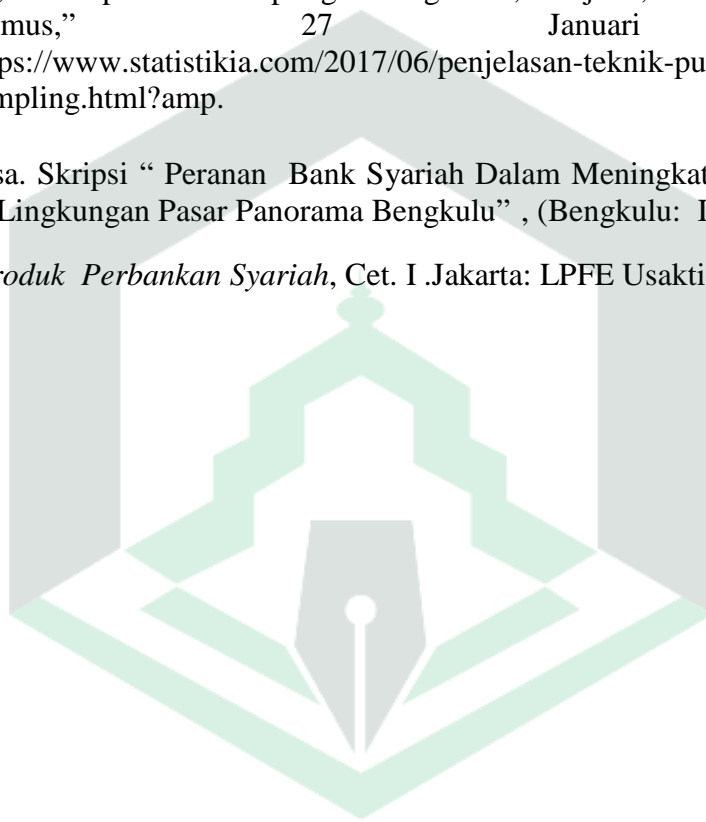 mus,” 27 Januari
ps://www.statistikia.com/2017/06/penjelasan-teknik-pu
mpling.html?amp.
sa. Skripsi “ Peranan Bank Syariah Dalam Meningkat
Lingkungan Pasar Panorama Bengkulu” , (Bengkulu: I
roduk Perbankan Syariah, Cet. I .Jakarta: LPFE Usakti